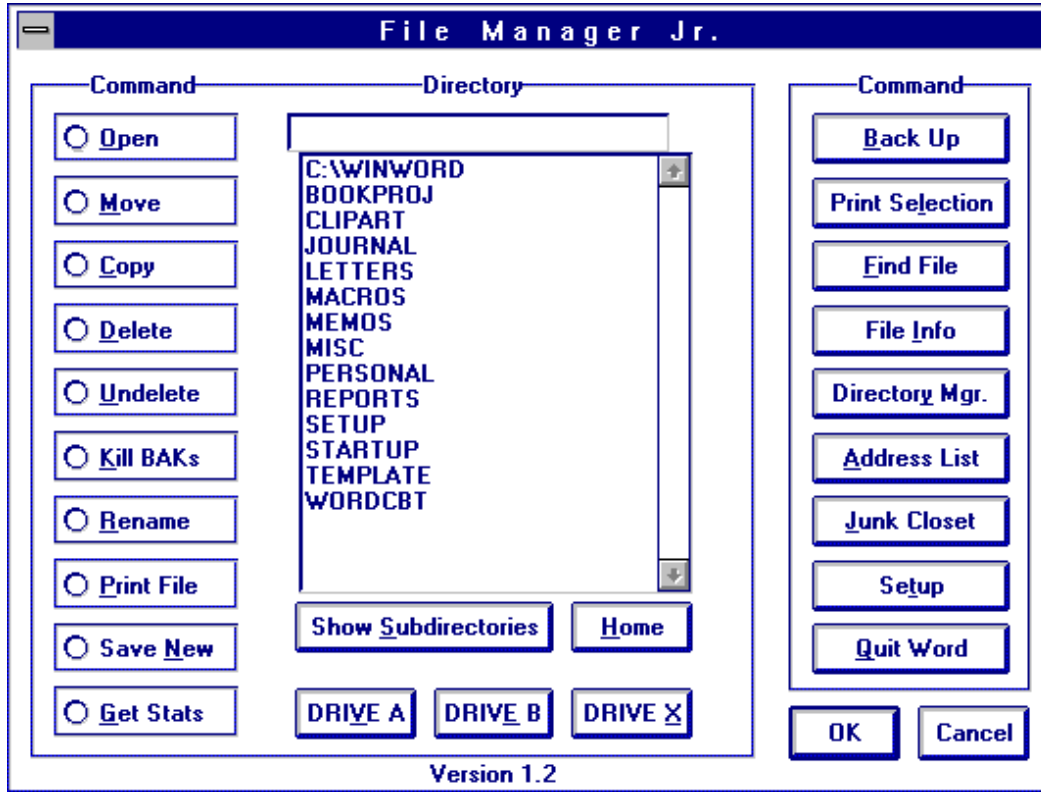 File Manager Jr.
Command
Directory
Command
Open
Move
Copy
Delete
Undelete
Kill BAKs
Rename
Print File
Save New
Get Stats
C:\WINWORD
BOOKPROJ
CLIPART
JOURNAL
LETTERS
MACROS
MEMOS
MISC
PERSONAL
REPORTS
SETUP
STARTUP
TEMPLATE
WORDCBT
Show Subdirectories
Home
DRIVE A
DRIVE B
DRIVE X
Back Up
Print Selection
Find File
File Info
Directory Mgr.
Address List
Junk Closet
Setup
Quit Word
OK
Cancel
Version 1.2